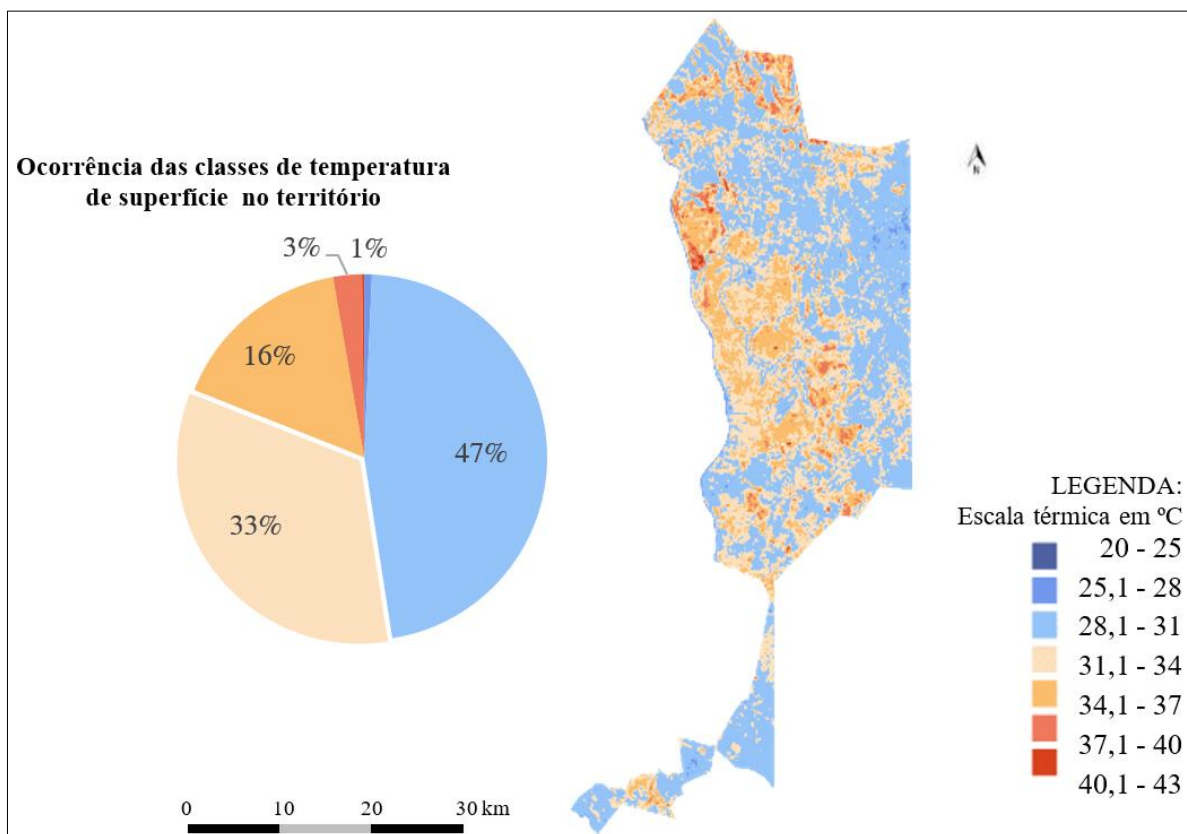 Ocorrência das classes de temperatura
de superfície no território
3% 1%
16%
47%
33%
N
LEGENDA:
Escala térmica em ºC
20 - 25
25,1 - 28
28,1 - 31
31,1 - 34
34,1 - 37
37,1 - 40
40,1 - 43
0 10 20 30 km